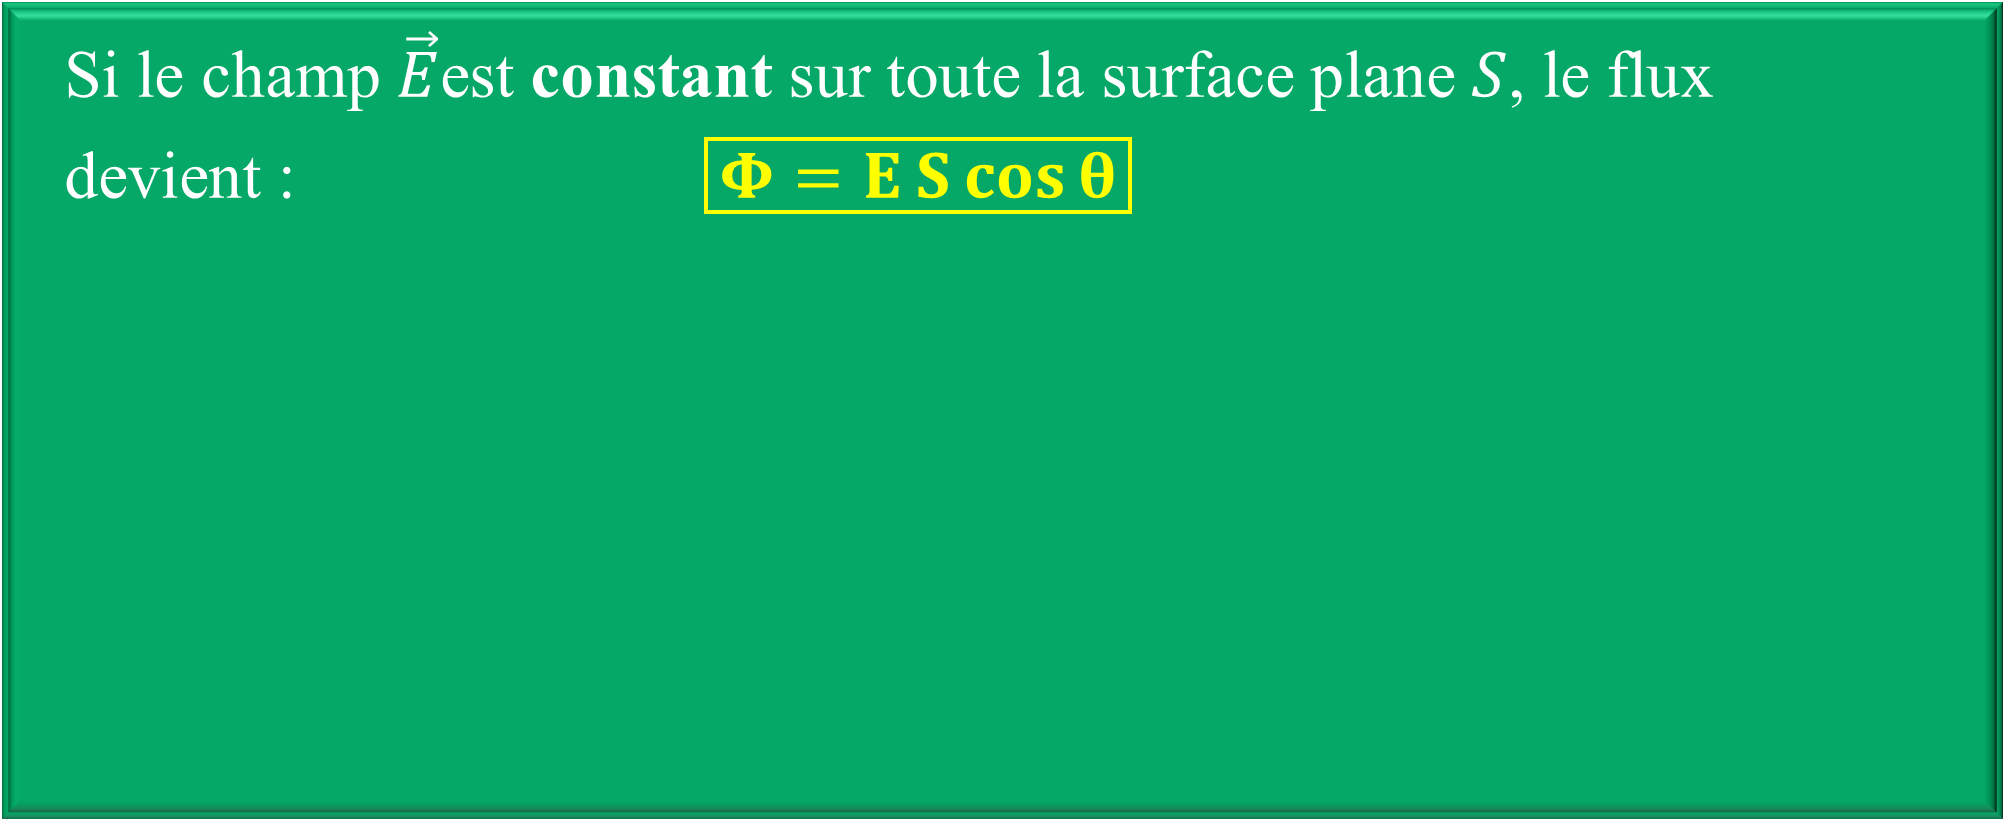 Si le champ E⃗ est constant sur toute la surface plane S, le flux
devient : Φ = E S cos θ